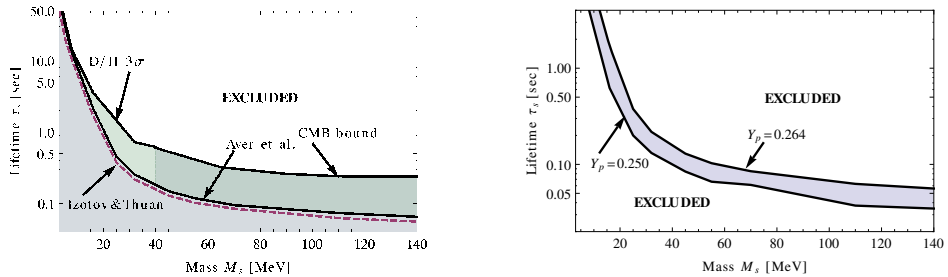 50.0
10.0
5.0
1.0
0.5
0.1
Lifetime τs [sec]
D/H 3σ
EXCLUDED
Aver et al.
CMB bound
Izotov&Thuan
20 40 60 80 100 120 140
Mass Ms [MeV]
1.00
0.50
0.10
0.05
Lifetime τs [sec]
EXCLUDED
Yp=0.264
Yp=0.250
EXCLUDED
20 40 60 80 100 120 140
Mass Ms [MeV]